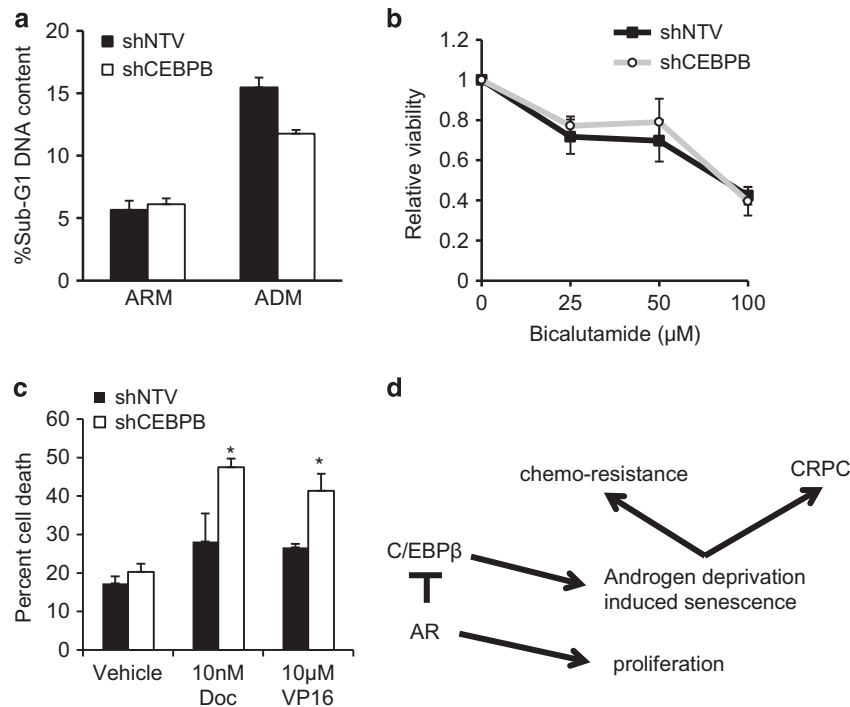 a
20
15
10
5
0
%Sub-G1 DNA content
shNTV
shCEBPB
ARM
ADM
b
1.2
1
0.8
0.6
0.4
0.2
0
Relative viability
shNTV
shCEBPB
0
25
50
100
Bicalutamide (µM)
c
60
50
40
30
20
10
0
Percent cell death
shNTV
shCEBPB
*
*
Vehicle
10nM
Doc
10µM
VP16
d
chemo-resistance
CRPC
C/EBPβ
Androgen deprivation
induced senescence
AR
proliferation